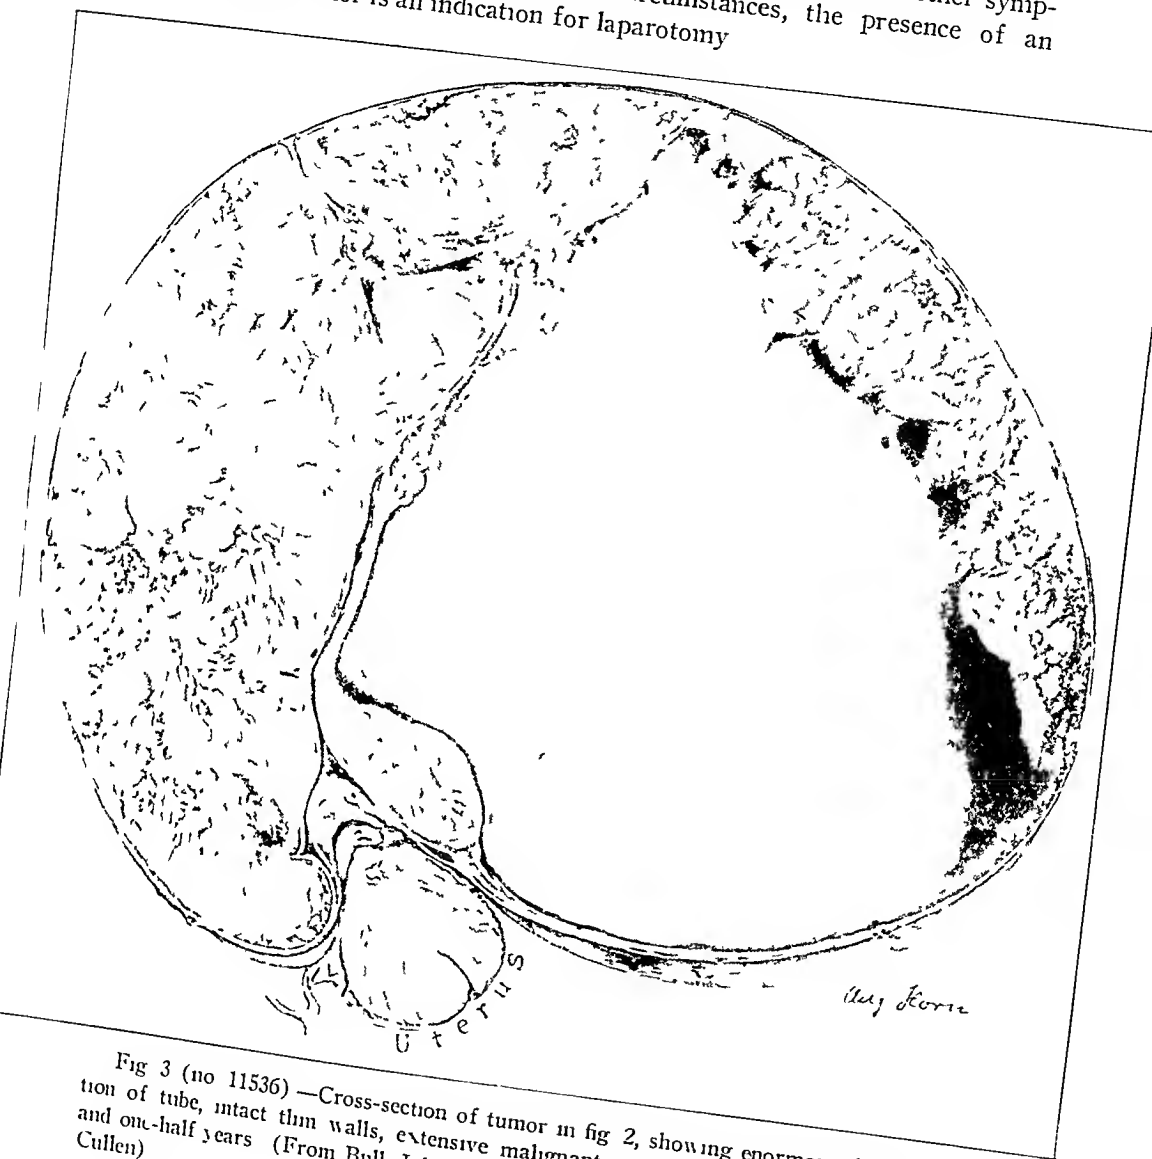 symp-
circumstances, the presence of an
is an indication for laparotomy
Uterus
Aug Horn
Fig 3 (no 11536) —Cross-section of tumor in fig 2, showing
tion of tube, intact thin walls, extensive malignant
and one-half years (From Bull
Cullen)